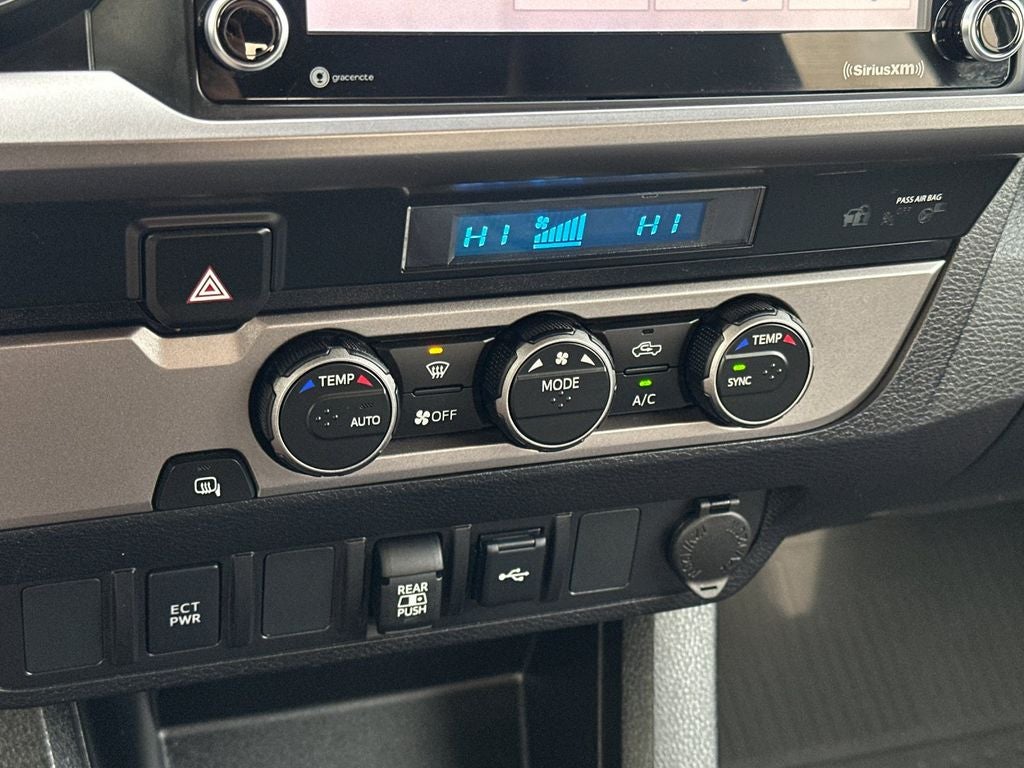 gracenote
((SiriusXM))
PASS AIR BAG
HI HI
TEMP
AUTO
OFF
MODE
A/C
TEMP
SYNC
ECT
PWR
REAR
PUSH